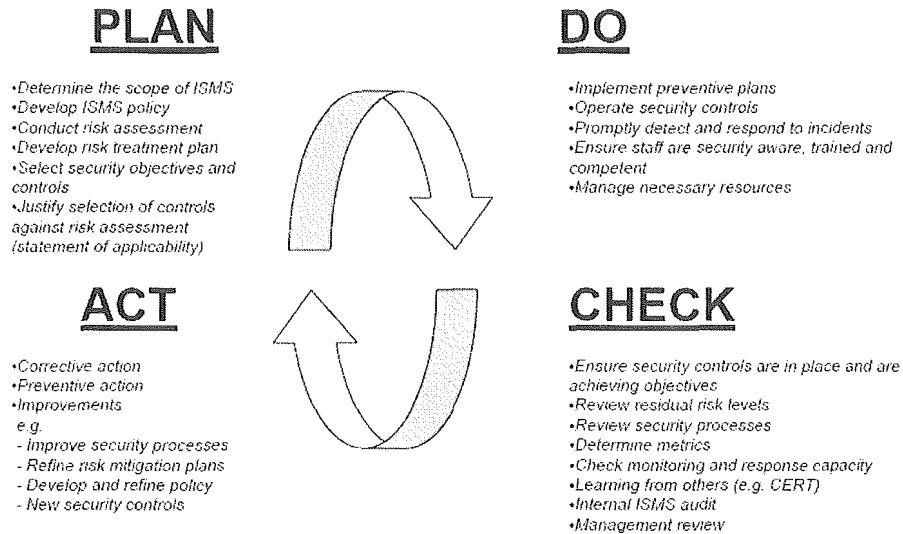 PLAN
•Determine the scope of ISMS
•Develop ISMS policy
•Conduct risk assessment
•Develop risk treatment plan
•Select security objectives and
controls
•Justify selection of controls
against risk assessment
(statement of applicability)
DO
•Implement preventive plans
•Operate security controls
•Promptly detect and respond to incidents
•Ensure staff are security aware, trained and
competent
•Manage necessary resources
ACT
•Corrective action
•Preventive action
•Improvements
e.g.
- Improve security processes
- Refine risk mitigation plans
- Develop and refine policy
- New security controls
CHECK
•Ensure security controls are in place and are
achieving objectives
•Review residual risk levels
•Review security processes
•Determine metrics
•Check monitoring and response capacity
•Learning from others (e.g. CERT)
•Internal ISMS audit
•Management review